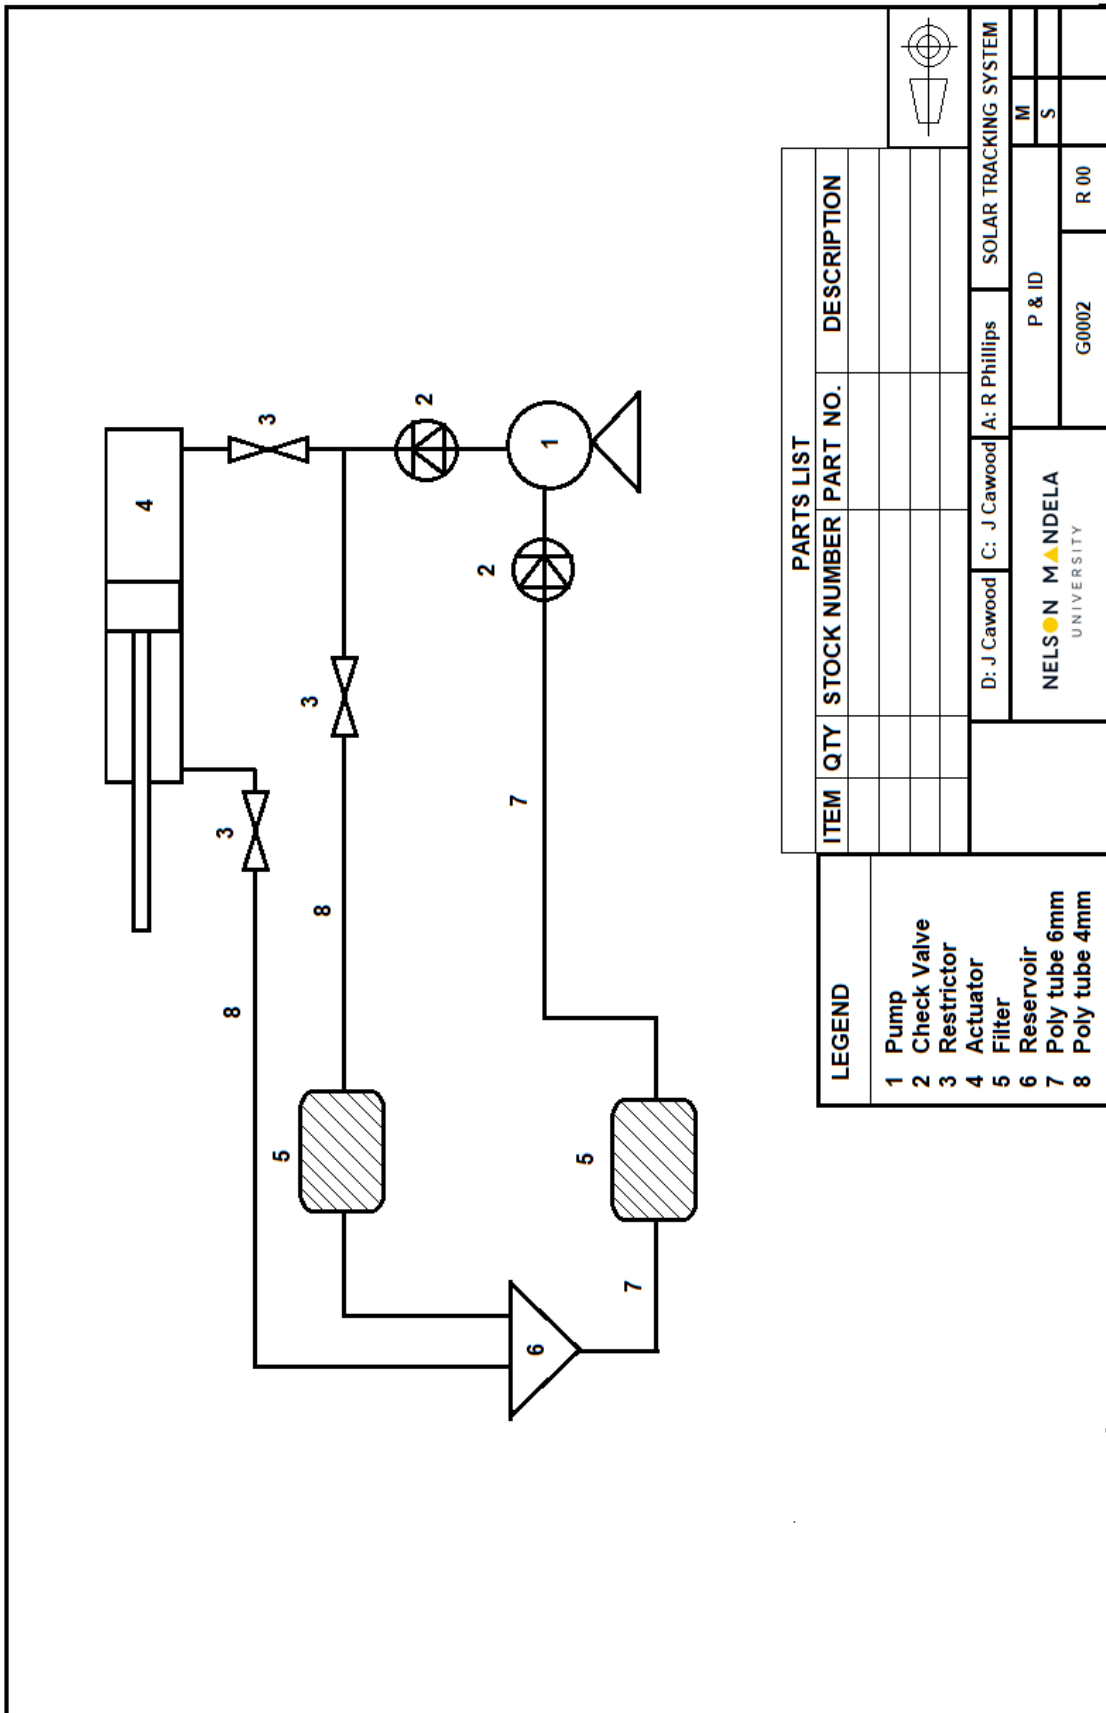 4
3
2
1
2
3
3
7
8
8
5
5
7
6
PARTS LIST
ITEM QTY STOCK NUMBER PART NO. DESCRIPTION
LEGEND
1 Pump
2 Check Valve
3 Restrictor
4 Actuator
5 Filter
6 Reservoir
7 Poly tube 6mm
8 Poly tube 4mm
D: J Cawood C: J Cawood A: R Phillips SOLAR TRACKING SYSTEM
NELSON MANDELA
UNIVERSITY
P & ID
M
S
G0002 R 00